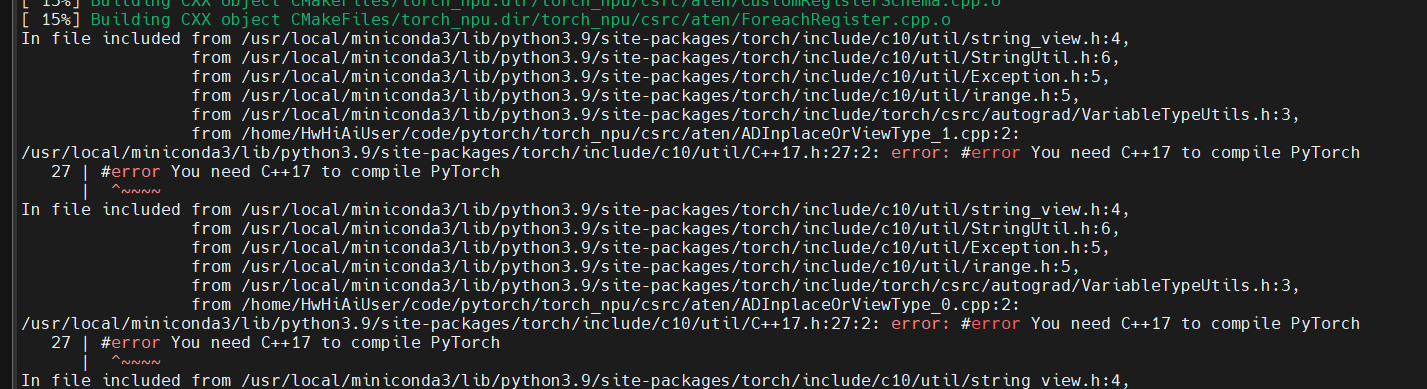 [ 15%] Building CXX object CMakeFiles/torch_npu.dir/torch_npu/csrc/aten/CustomRegisterSchema.cpp.o
[ 15%] Building CXX object CMakeFiles/torch_npu.dir/torch_npu/csrc/aten/ForeachRegister.cpp.o
In file included from /usr/local/miniconda3/lib/python3.9/site-packages/torch/include/c10/util/string_view.h:4,
                 from /usr/local/miniconda3/lib/python3.9/site-packages/torch/include/c10/util/StringUtil.h:6,
                 from /usr/local/miniconda3/lib/python3.9/site-packages/torch/include/c10/util/Exception.h:5,
                 from /usr/local/miniconda3/lib/python3.9/site-packages/torch/include/c10/util/irange.h:5,
                 from /usr/local/miniconda3/lib/python3.9/site-packages/torch/include/torch/csrc/autograd/VariableTypeUtils.h:3,
                 from /home/HwHiAiUser/code/pytorch/torch_npu/csrc/aten/ADInplaceOrViewType_1.cpp:2:
/usr/local/miniconda3/lib/python3.9/site-packages/torch/include/c10/util/C++17.h:27:2: error: #error You need C++17 to compile PyTorch
   27 | #error You need C++17 to compile PyTorch
      |  ^~~~~
In file included from /usr/local/miniconda3/lib/python3.9/site-packages/torch/include/c10/util/string_view.h:4,
                 from /usr/local/miniconda3/lib/python3.9/site-packages/torch/include/c10/util/StringUtil.h:6,
                 from /usr/local/miniconda3/lib/python3.9/site-packages/torch/include/c10/util/Exception.h:5,
                 from /usr/local/miniconda3/lib/python3.9/site-packages/torch/include/c10/util/irange.h:5,
                 from /usr/local/miniconda3/lib/python3.9/site-packages/torch/include/torch/csrc/autograd/VariableTypeUtils.h:3,
                 from /home/HwHiAiUser/code/pytorch/torch_npu/csrc/aten/ADInplaceOrViewType_0.cpp:2:
/usr/local/miniconda3/lib/python3.9/site-packages/torch/include/c10/util/C++17.h:27:2: error: #error You need C++17 to compile PyTorch
   27 | #error You need C++17 to compile PyTorch
      |  ^~~~~
In file included from /usr/local/miniconda3/lib/python3.9/site-packages/torch/include/c10/util/string_view.h:4,